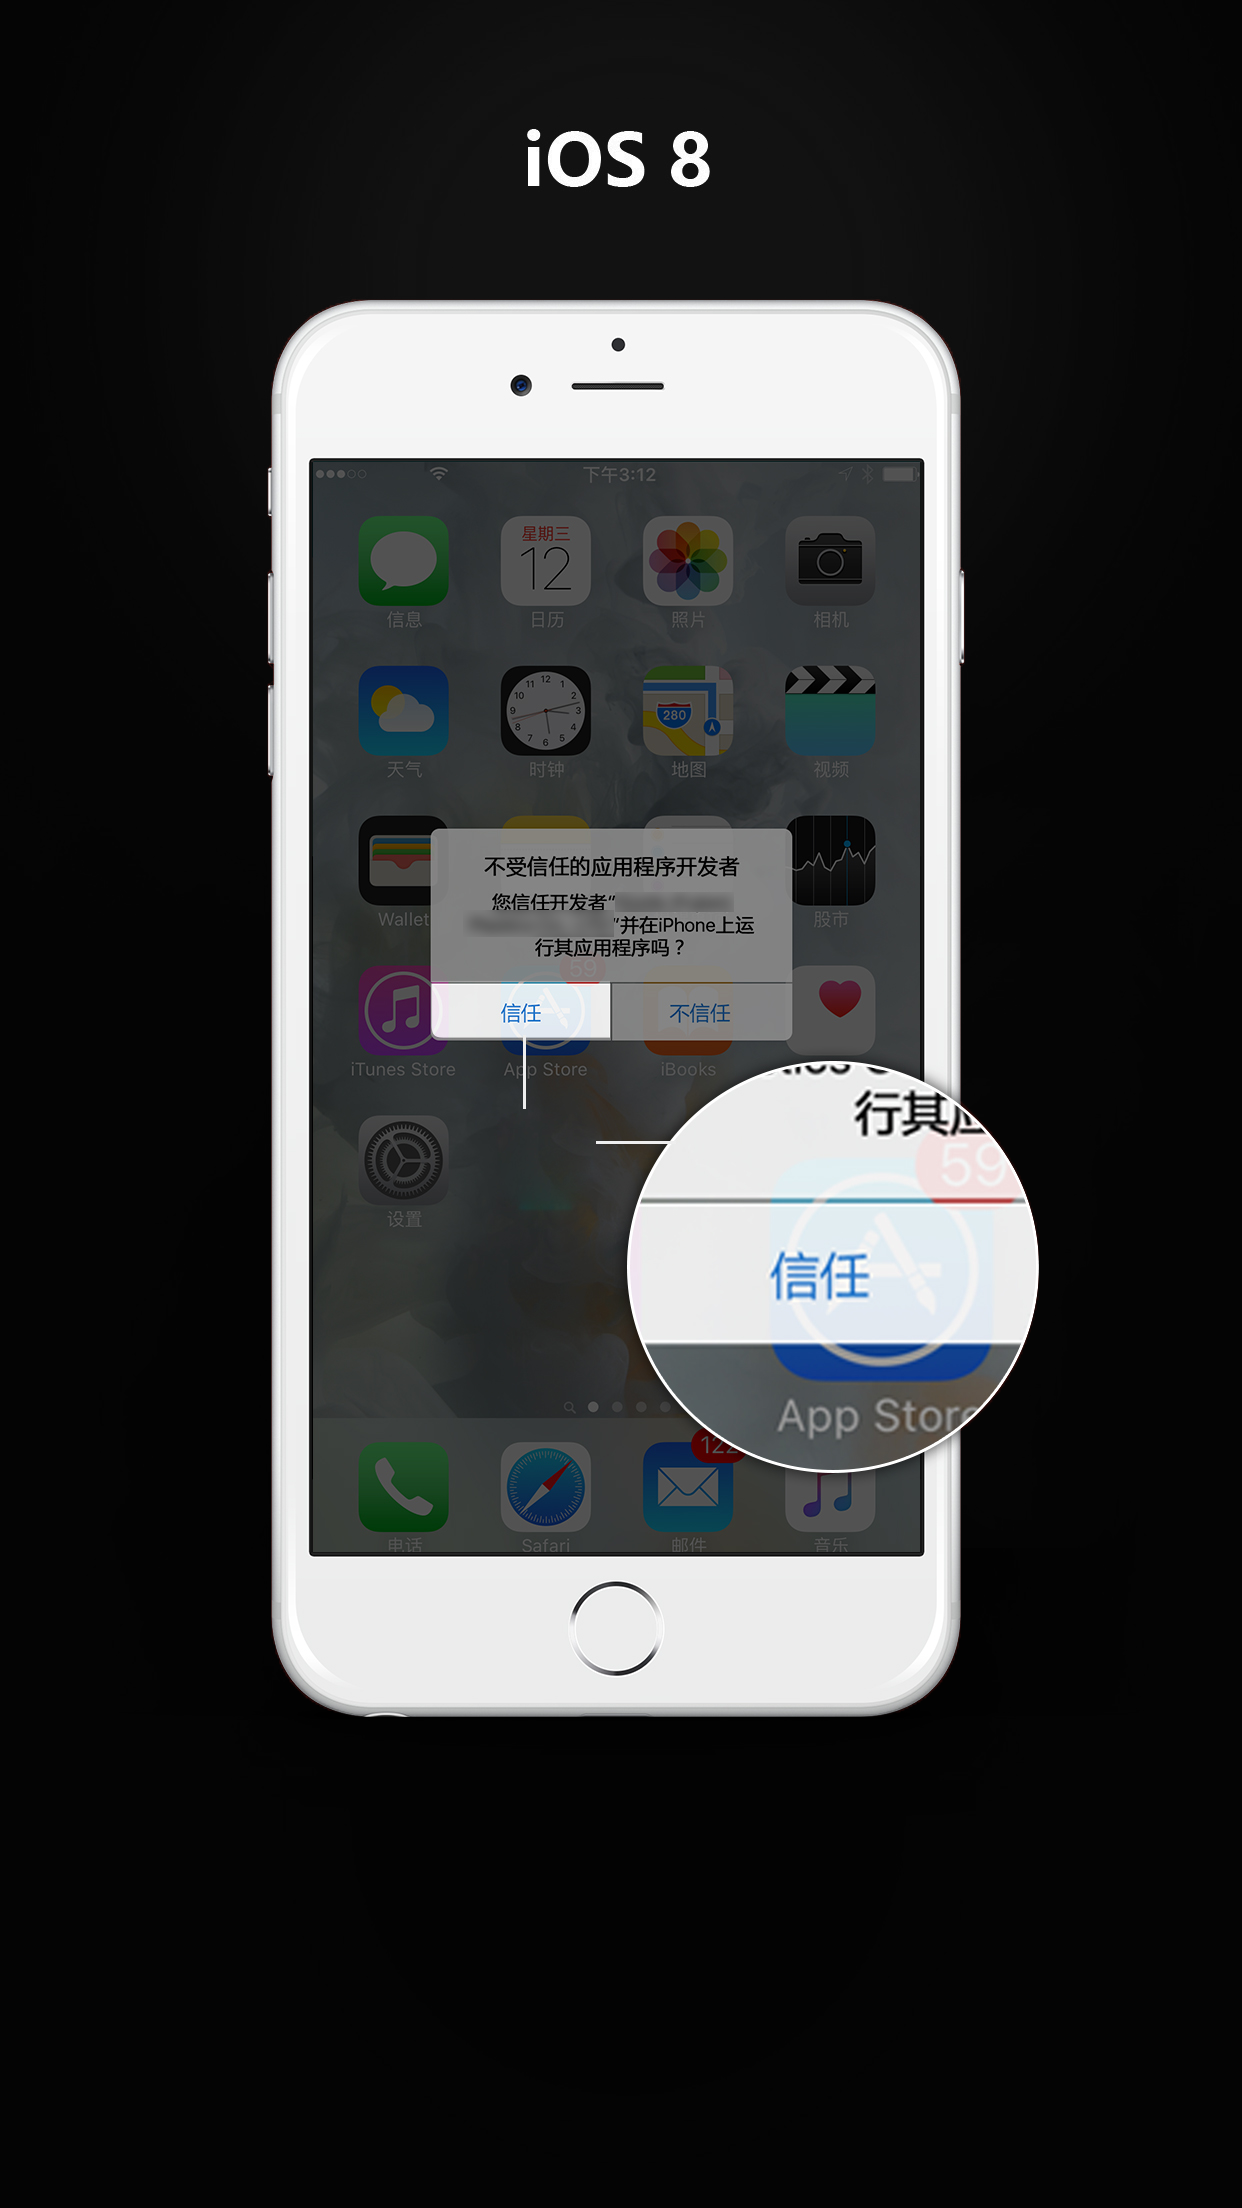 iOS 8
下午3:12
星期三
12
信息
日历
照片
相机
280
天气
时钟
地图
视频
不受信任的应用程序开发者
您信任开发者“
”并在iPhone上运
行其应用程序吗？
Wallet
股市
59
信任
不信任
iTunes Store
App Store
iBooks
行其应
59
信任
App Store
设置
122
电话
Safari
邮件
音乐